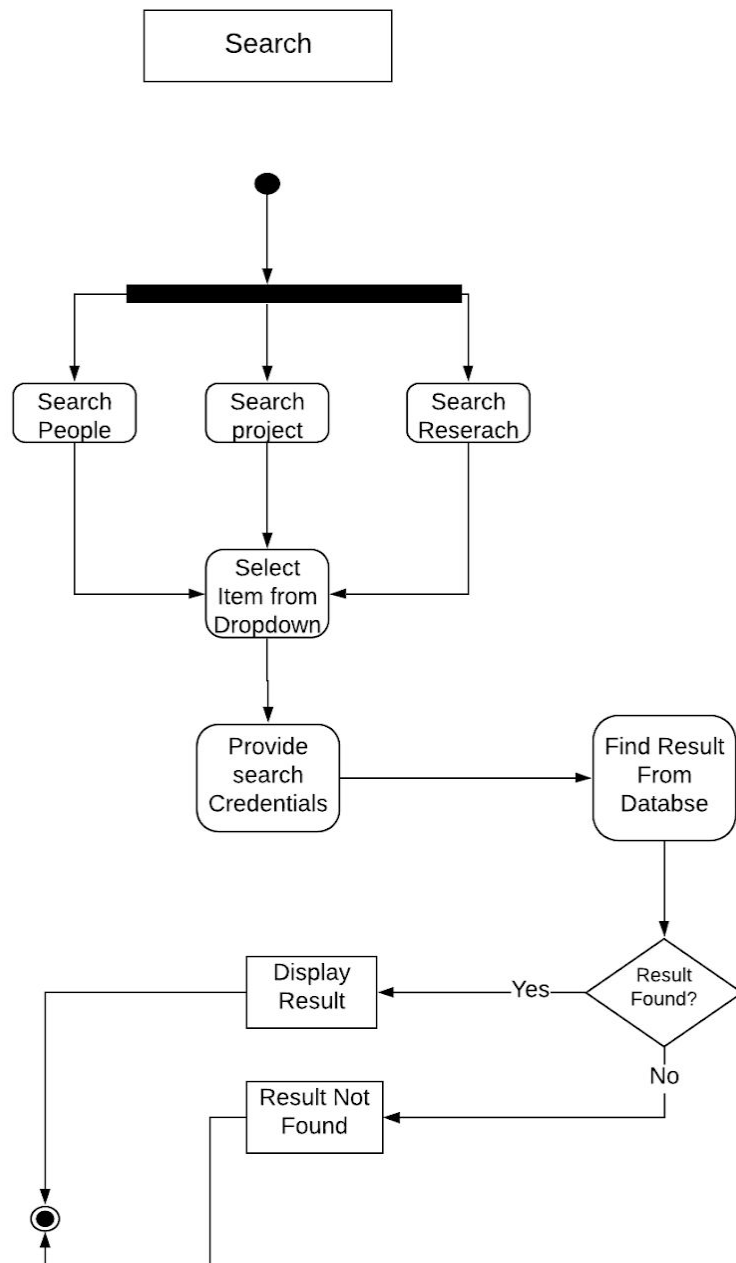 Search
Search
People
Search
project
Search
Reserach
Select
Item from
Dropdown
Provide
search
Credentials
Find Result
From
Databse
Result
Found?
Yes
Display
Result
No
Result Not
Found